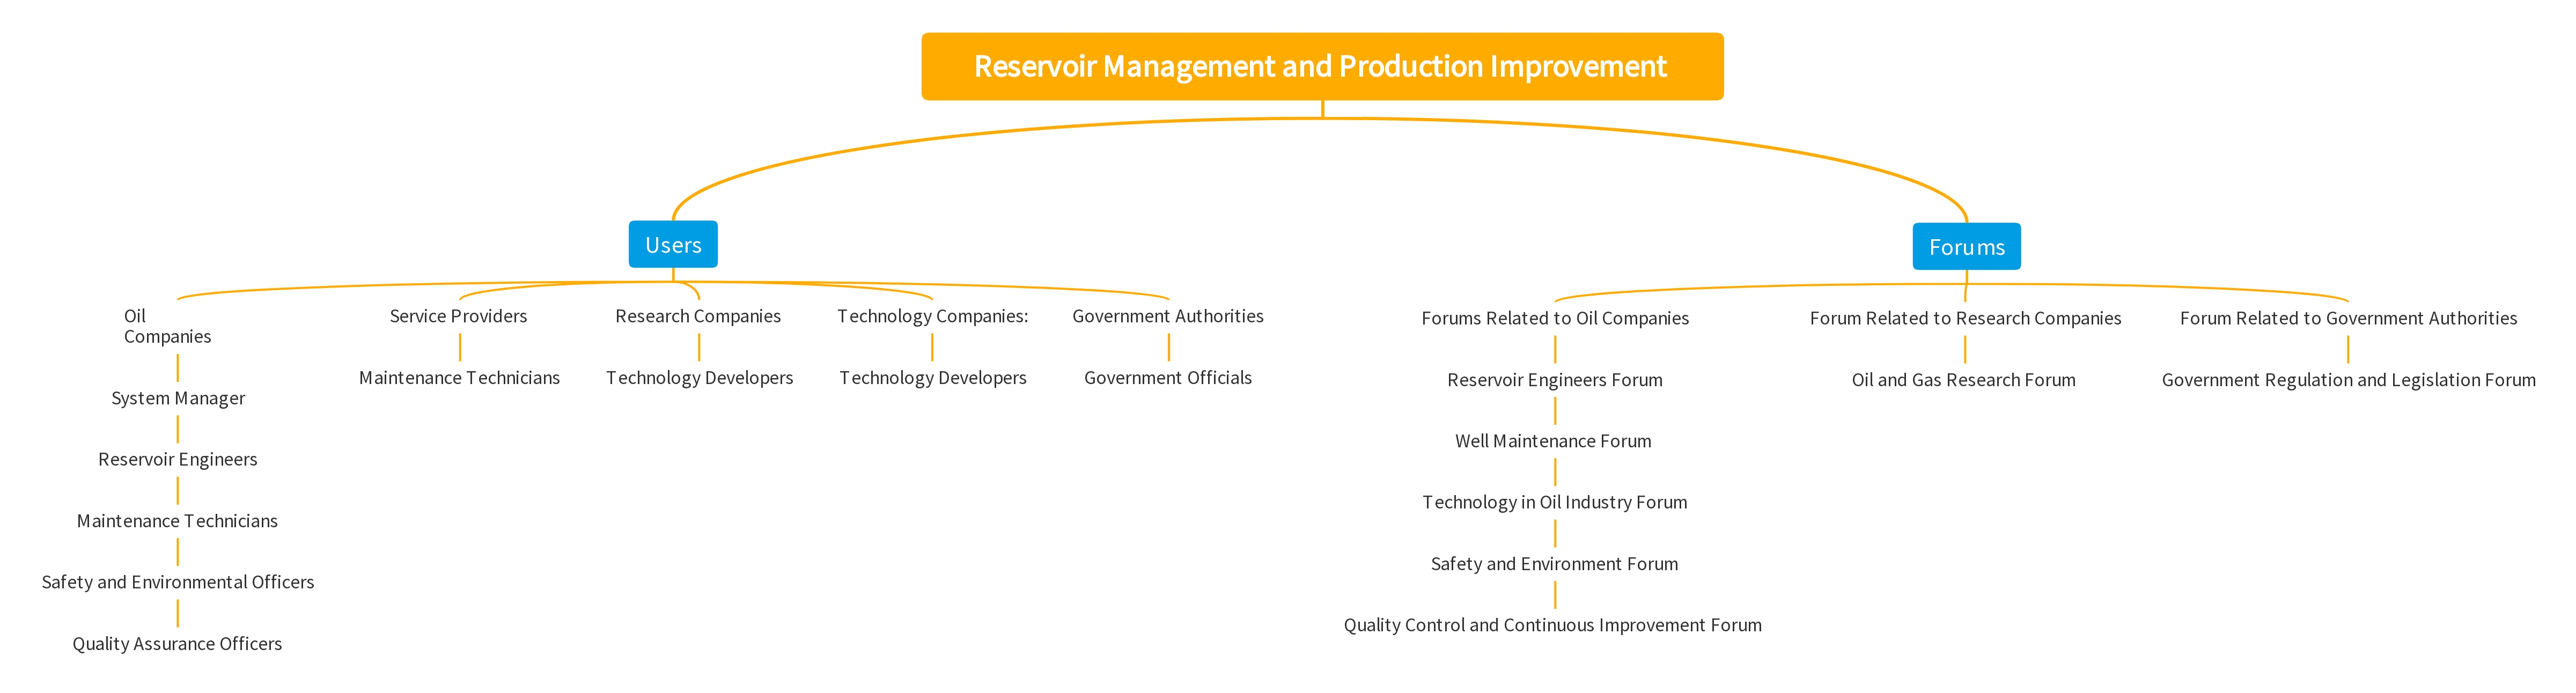 Reservoir Management and Production Improvement
Users
Forums
Oil
Companies
System Manager
Reservoir Engineers
Maintenance Technicians
Safety and Environmental Officers
Quality Assurance Officers
Service Providers
Maintenance Technicians
Research Companies
Technology Developers
Technology Companies:
Technology Developers
Government Authorities
Government Officials
Forums Related to Oil Companies
Reservoir Engineers Forum
Well Maintenance Forum
Technology in Oil Industry Forum
Safety and Environment Forum
Quality Control and Continuous Improvement Forum
Forum Related to Research Companies
Oil and Gas Research Forum
Forum Related to Government Authorities
Government Regulation and Legislation Forum